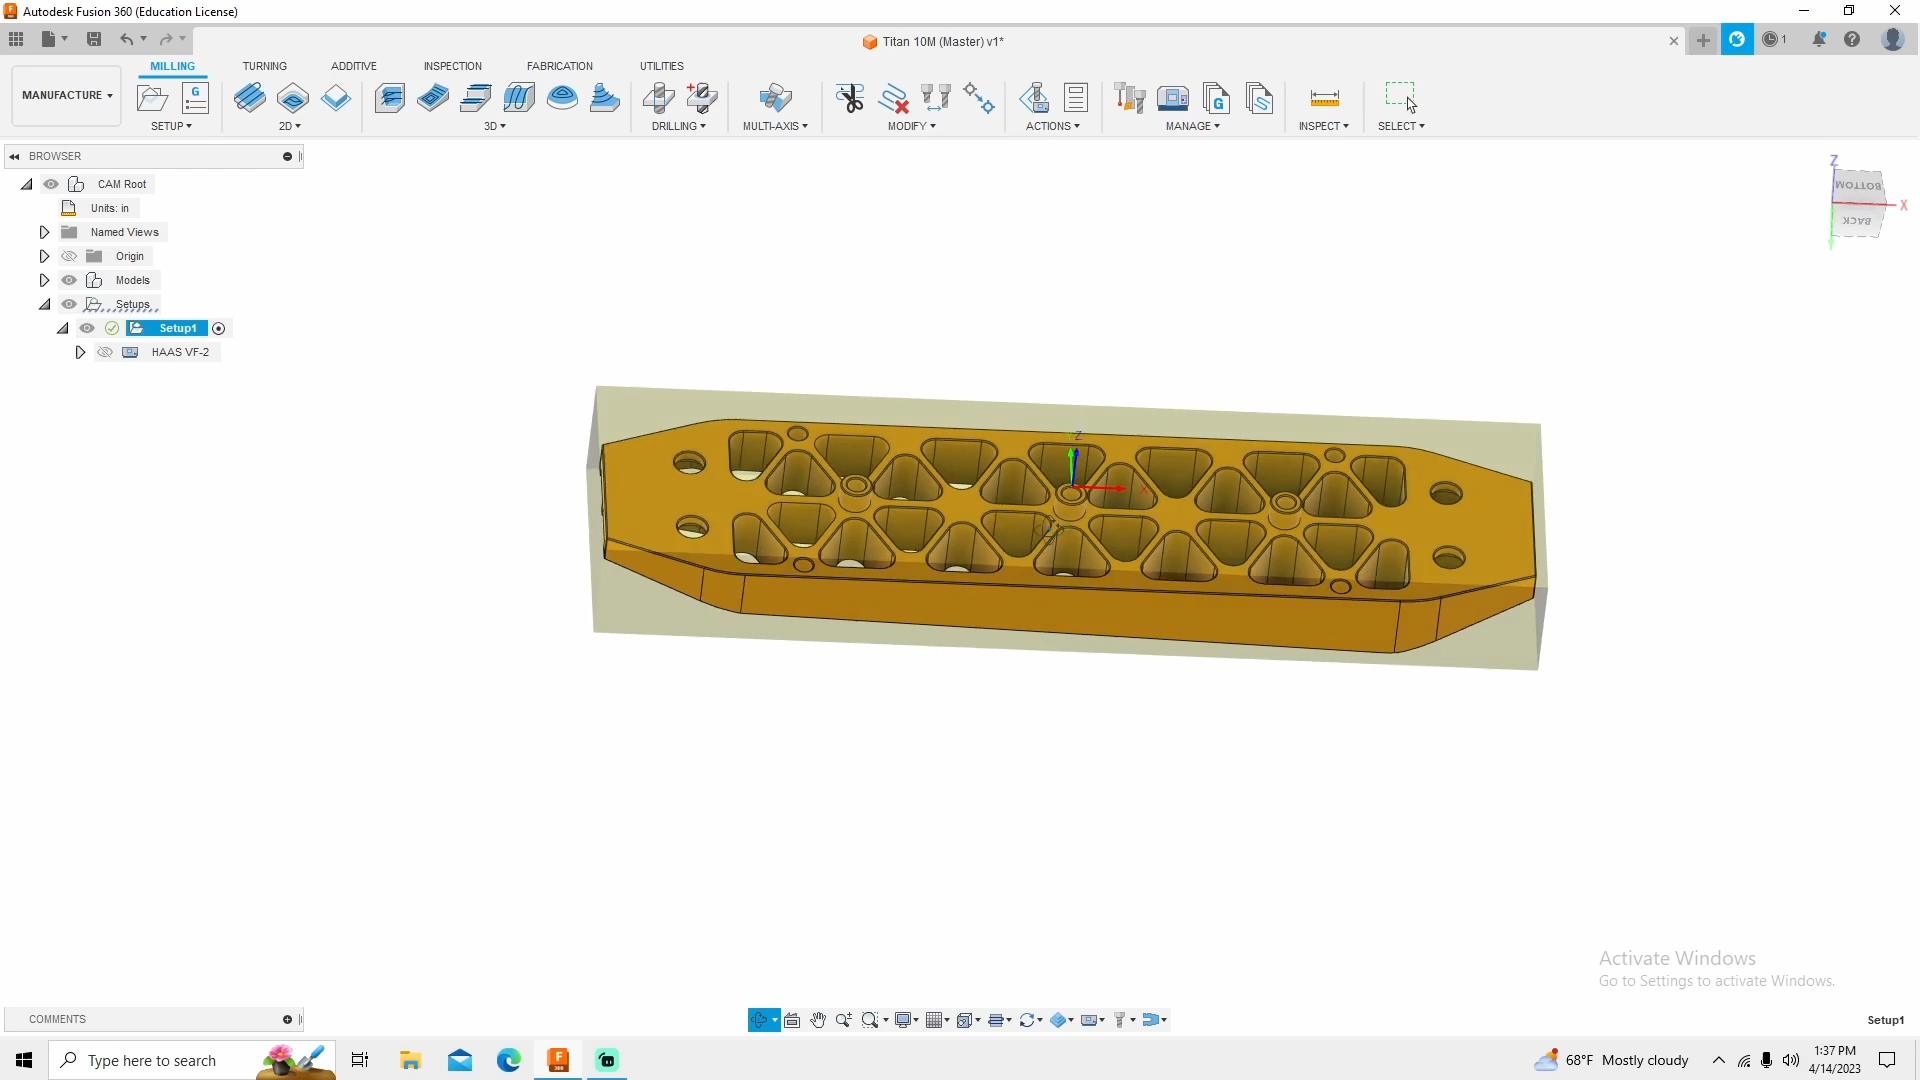 Autodesk Fusion 360 (Education License)
Titan 10M (Master) v1*
1
MILLING TURNING ADDITIVE INSPECTION FABRICATION UTILITIES
MANUFACTURE
G
G
SETUP 2D 3D DRILLING MULTI-AXIS MODIFY ACTIONS MANAGE INSPECT SELECT
BROWSER
CAM Root
Units: in
Named Views
Origin
Models
Setups
Setup1
HAAS VF-2
Z
BOTTOM
X
BACK
Z
X
Activate Windows
Go to Settings to activate Windows.
COMMENTS
Setup1
Type here to search
F
360
68°F Mostly cloudy
1:37 PM
4/14/2023